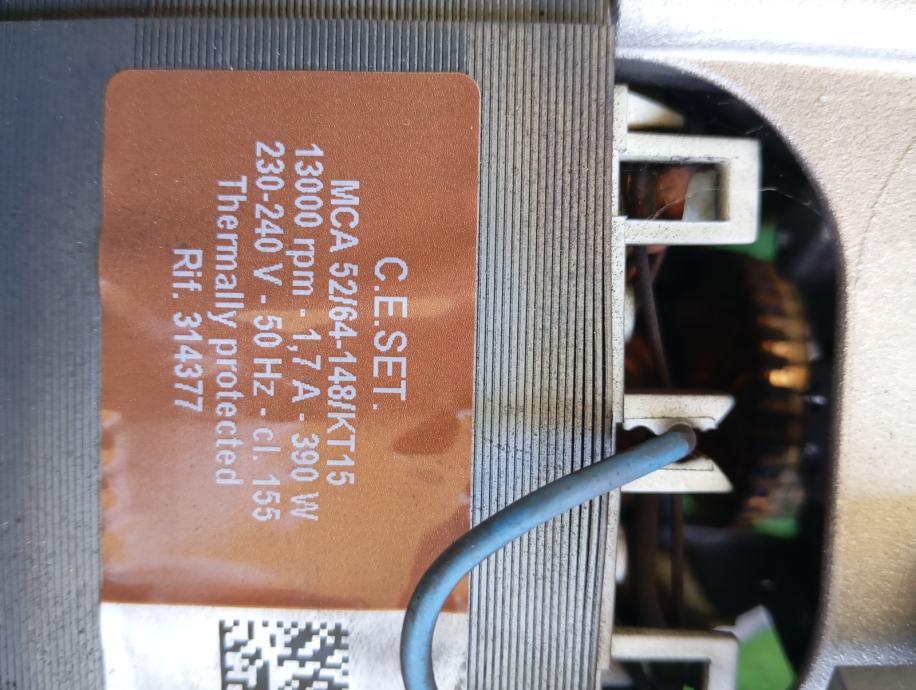 C.E.SET.
MCA 52/64-148/KT15
13000 rpm - 1,7 A - 390 W
230-240 V - 50 Hz - cl. 155
Thermally protected
Rif. 314377